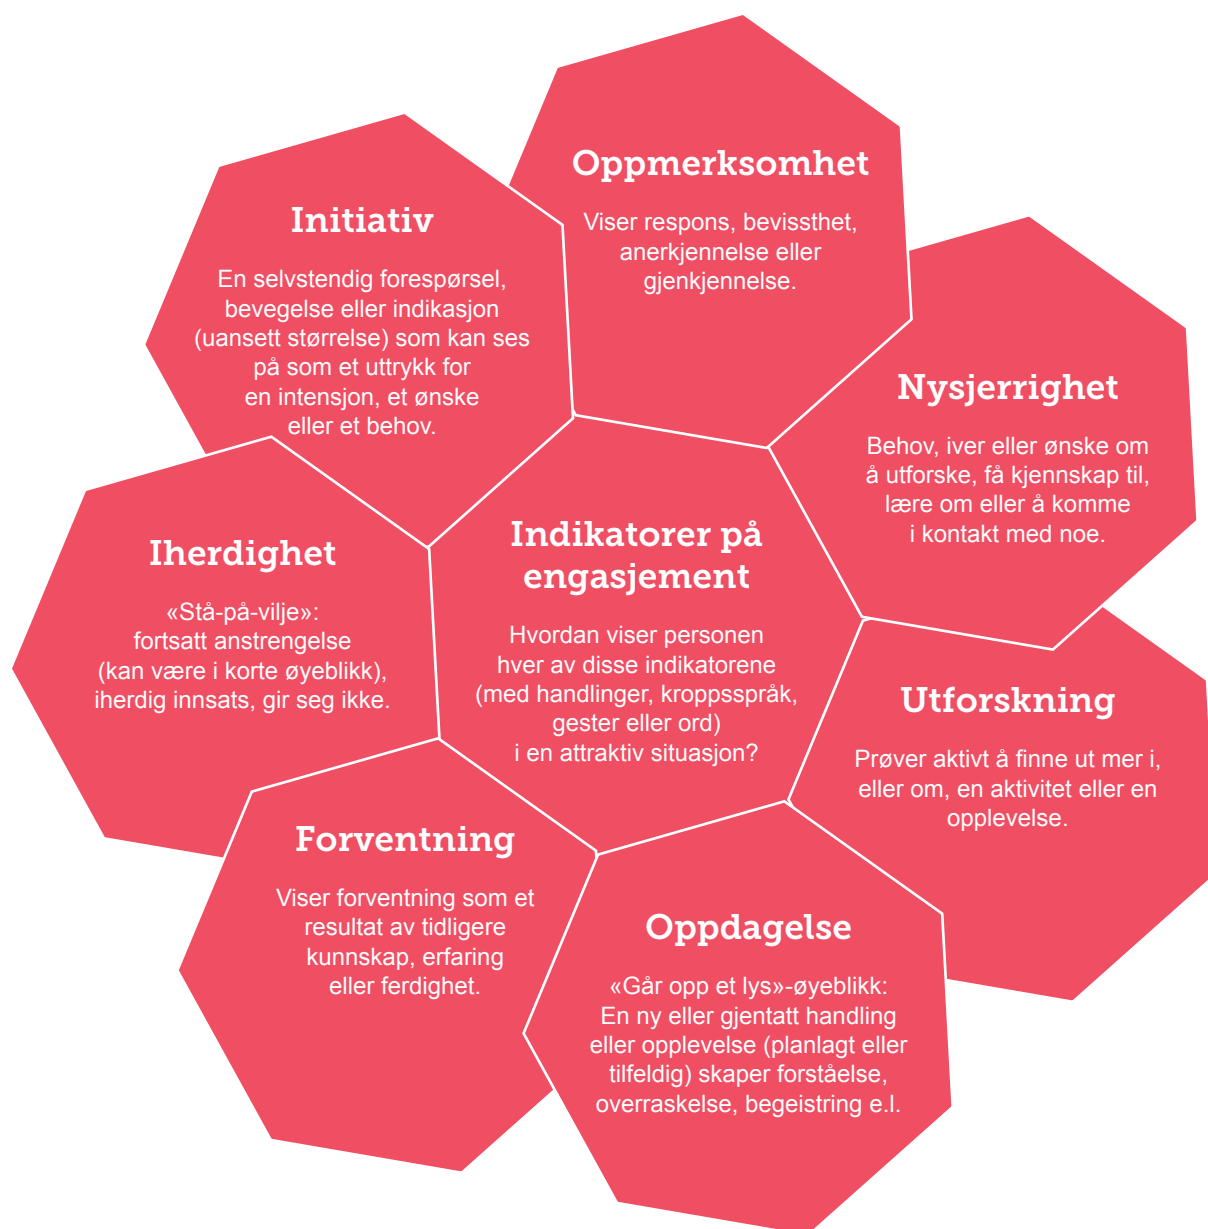 Oppmerksomhet
Viser respons, bevissthet,
anerkjennelse eller
gjenkjennelse.
Initiativ
En selvstendig forespørsel,
bevegelse eller indikasjon
(uansett størrelse) som kan ses
på som et uttrykk for
en intensjon, et ønske
eller et behov.
Nysjerrighet
Behov, iver eller ønske om
å utforske, få kjennskap til,
lære om eller å komme
i kontakt med noe.
Indikatorer på
engasjement
Hvordan viser personen
hver av disse indikatorene
(med handlinger, kroppsspråk,
gester eller ord)
i en attraktiv situasjon?
Iherdighet
«Stå-på-vilje»:
fortsatt anstrengelse
(kan være i korte øyeblikk),
iherdig innsats, gir seg ikke.
Utforskning
Prøver aktivt å finne ut mer i,
eller om, en aktivitet eller en
opplevelse.
Forventning
Viser forventning som et
resultat av tidligere
kunnskap, erfaring
eller ferdighet.
Oppdagelse
«Går opp et lys»-øyeblikk:
En ny eller gjentatt handling
eller opplevelse (planlagt eller
tilfeldig) skaper forståelse,
overraskelse, begeistring e.l.